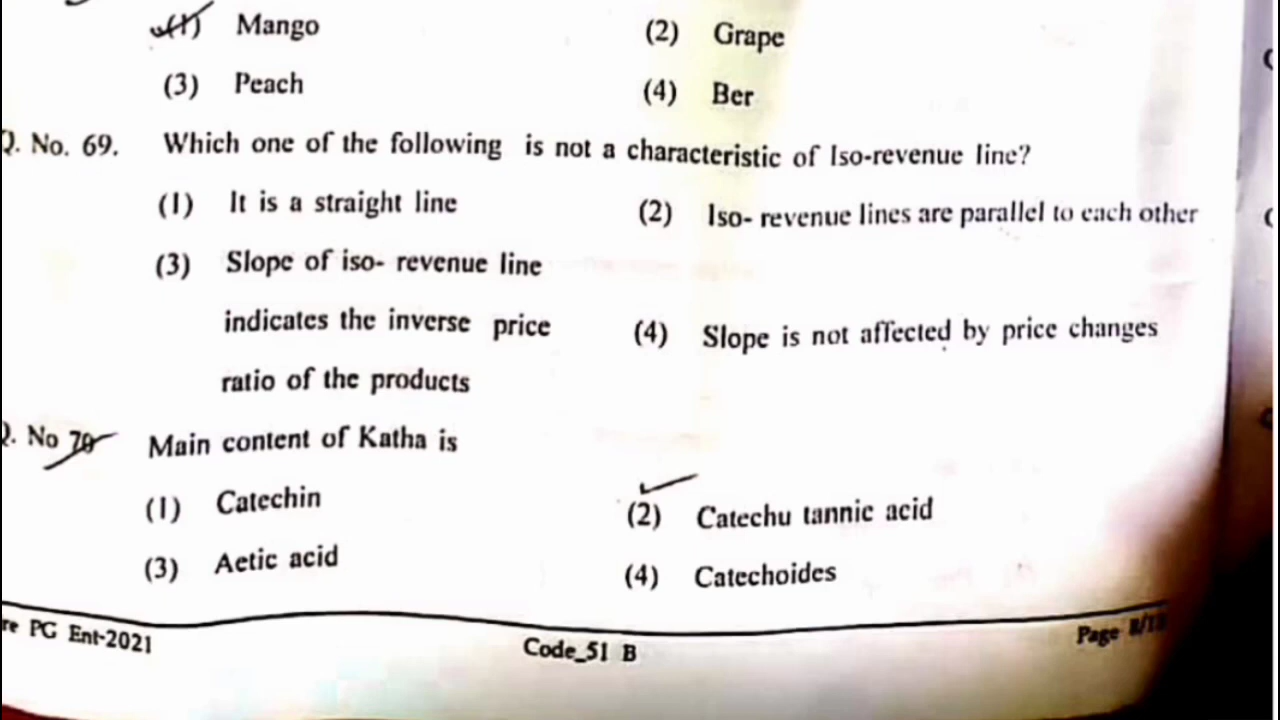 (1) Mango (2) Grape
(3) Peach (4) Ber
Q. No. 69. Which one of the following is not a characteristic of Iso-revenue line?
(1) It is a straight line (2) Iso- revenue lines are parallel to each other
(3) Slope of iso- revenue line
indicates the inverse price (4) Slope is not affected by price changes
ratio of the products
Q. No 70 Main content of Katha is
(1) Catechin (2) Catechu tannic acid
(3) Aetic acid (4) Catechoides
re PG Ent-2021 Code_51 B Page